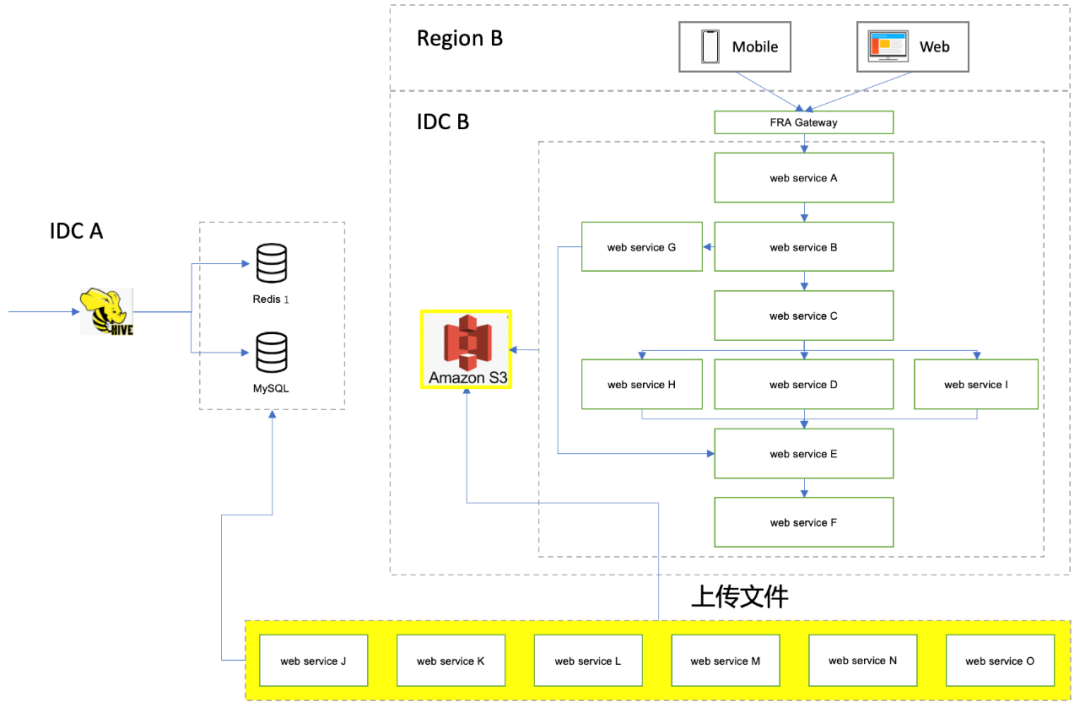 Region B
Mobile
Web
IDC B
FRA Gateway
web service A
IDC A
web service G
web service B
Redis 1
HIVE
web service C
Amazon S3
MySQL
web service H
web service D
web service I
web service E
web service F
上传文件
web service J
web service K
web service L
web service M
web service N
web service O